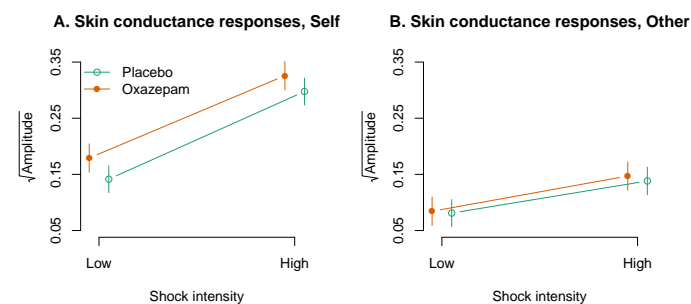 A. Skin conductance responses, Self
√Amplitude
0.05 0.15 0.25 0.35
Placebo
Oxazepam
Low High
Shock intensity
B. Skin conductance responses, Other
√Amplitude
0.05 0.15 0.25 0.35
Low High
Shock intensity